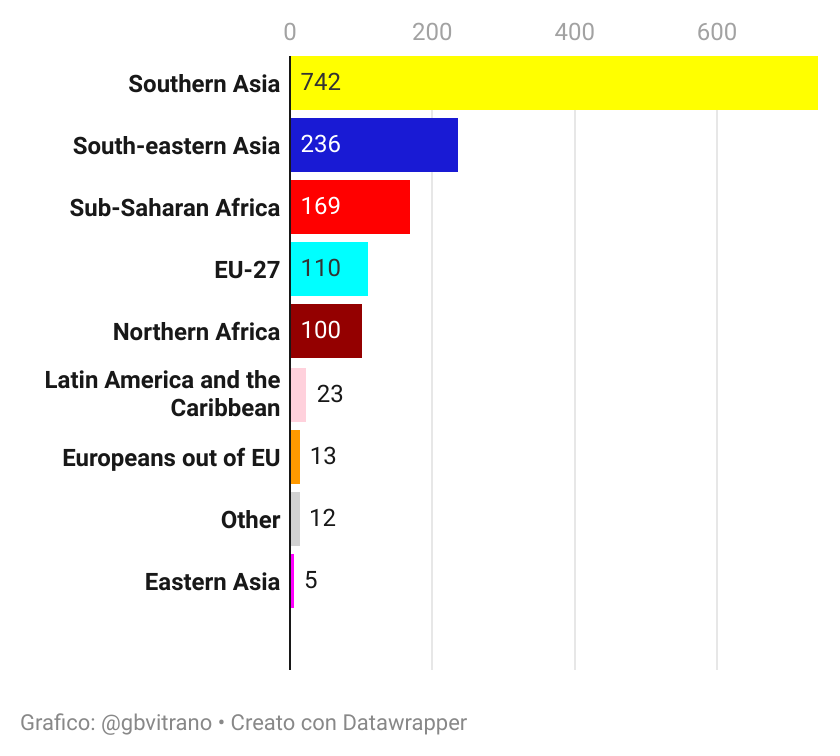 0 200 400 600
Southern Asia 742
South-eastern Asia 236
Sub-Saharan Africa 169
EU-27 110
Northern Africa 100
Latin America and the
Caribbean 23
Europeans out of EU 13
Other 12
Eastern Asia 5
Grafico: @gbvitrano • Creato con Datawrapper